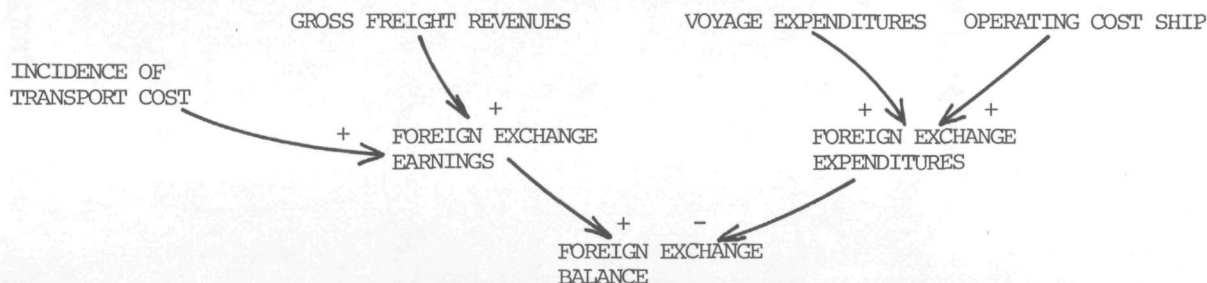 GROSS FREIGHT REVENUES
VOYAGE EXPENDITURES
OPERATING COST SHIP
INCIDENCE OF
TRANSPORT COST
+
+
FOREIGN EXCHANGE
EARNINGS
+
+
FOREIGN EXCHANGE
EXPENDITURES
+
-
FOREIGN EXCHANGE
BALANCE